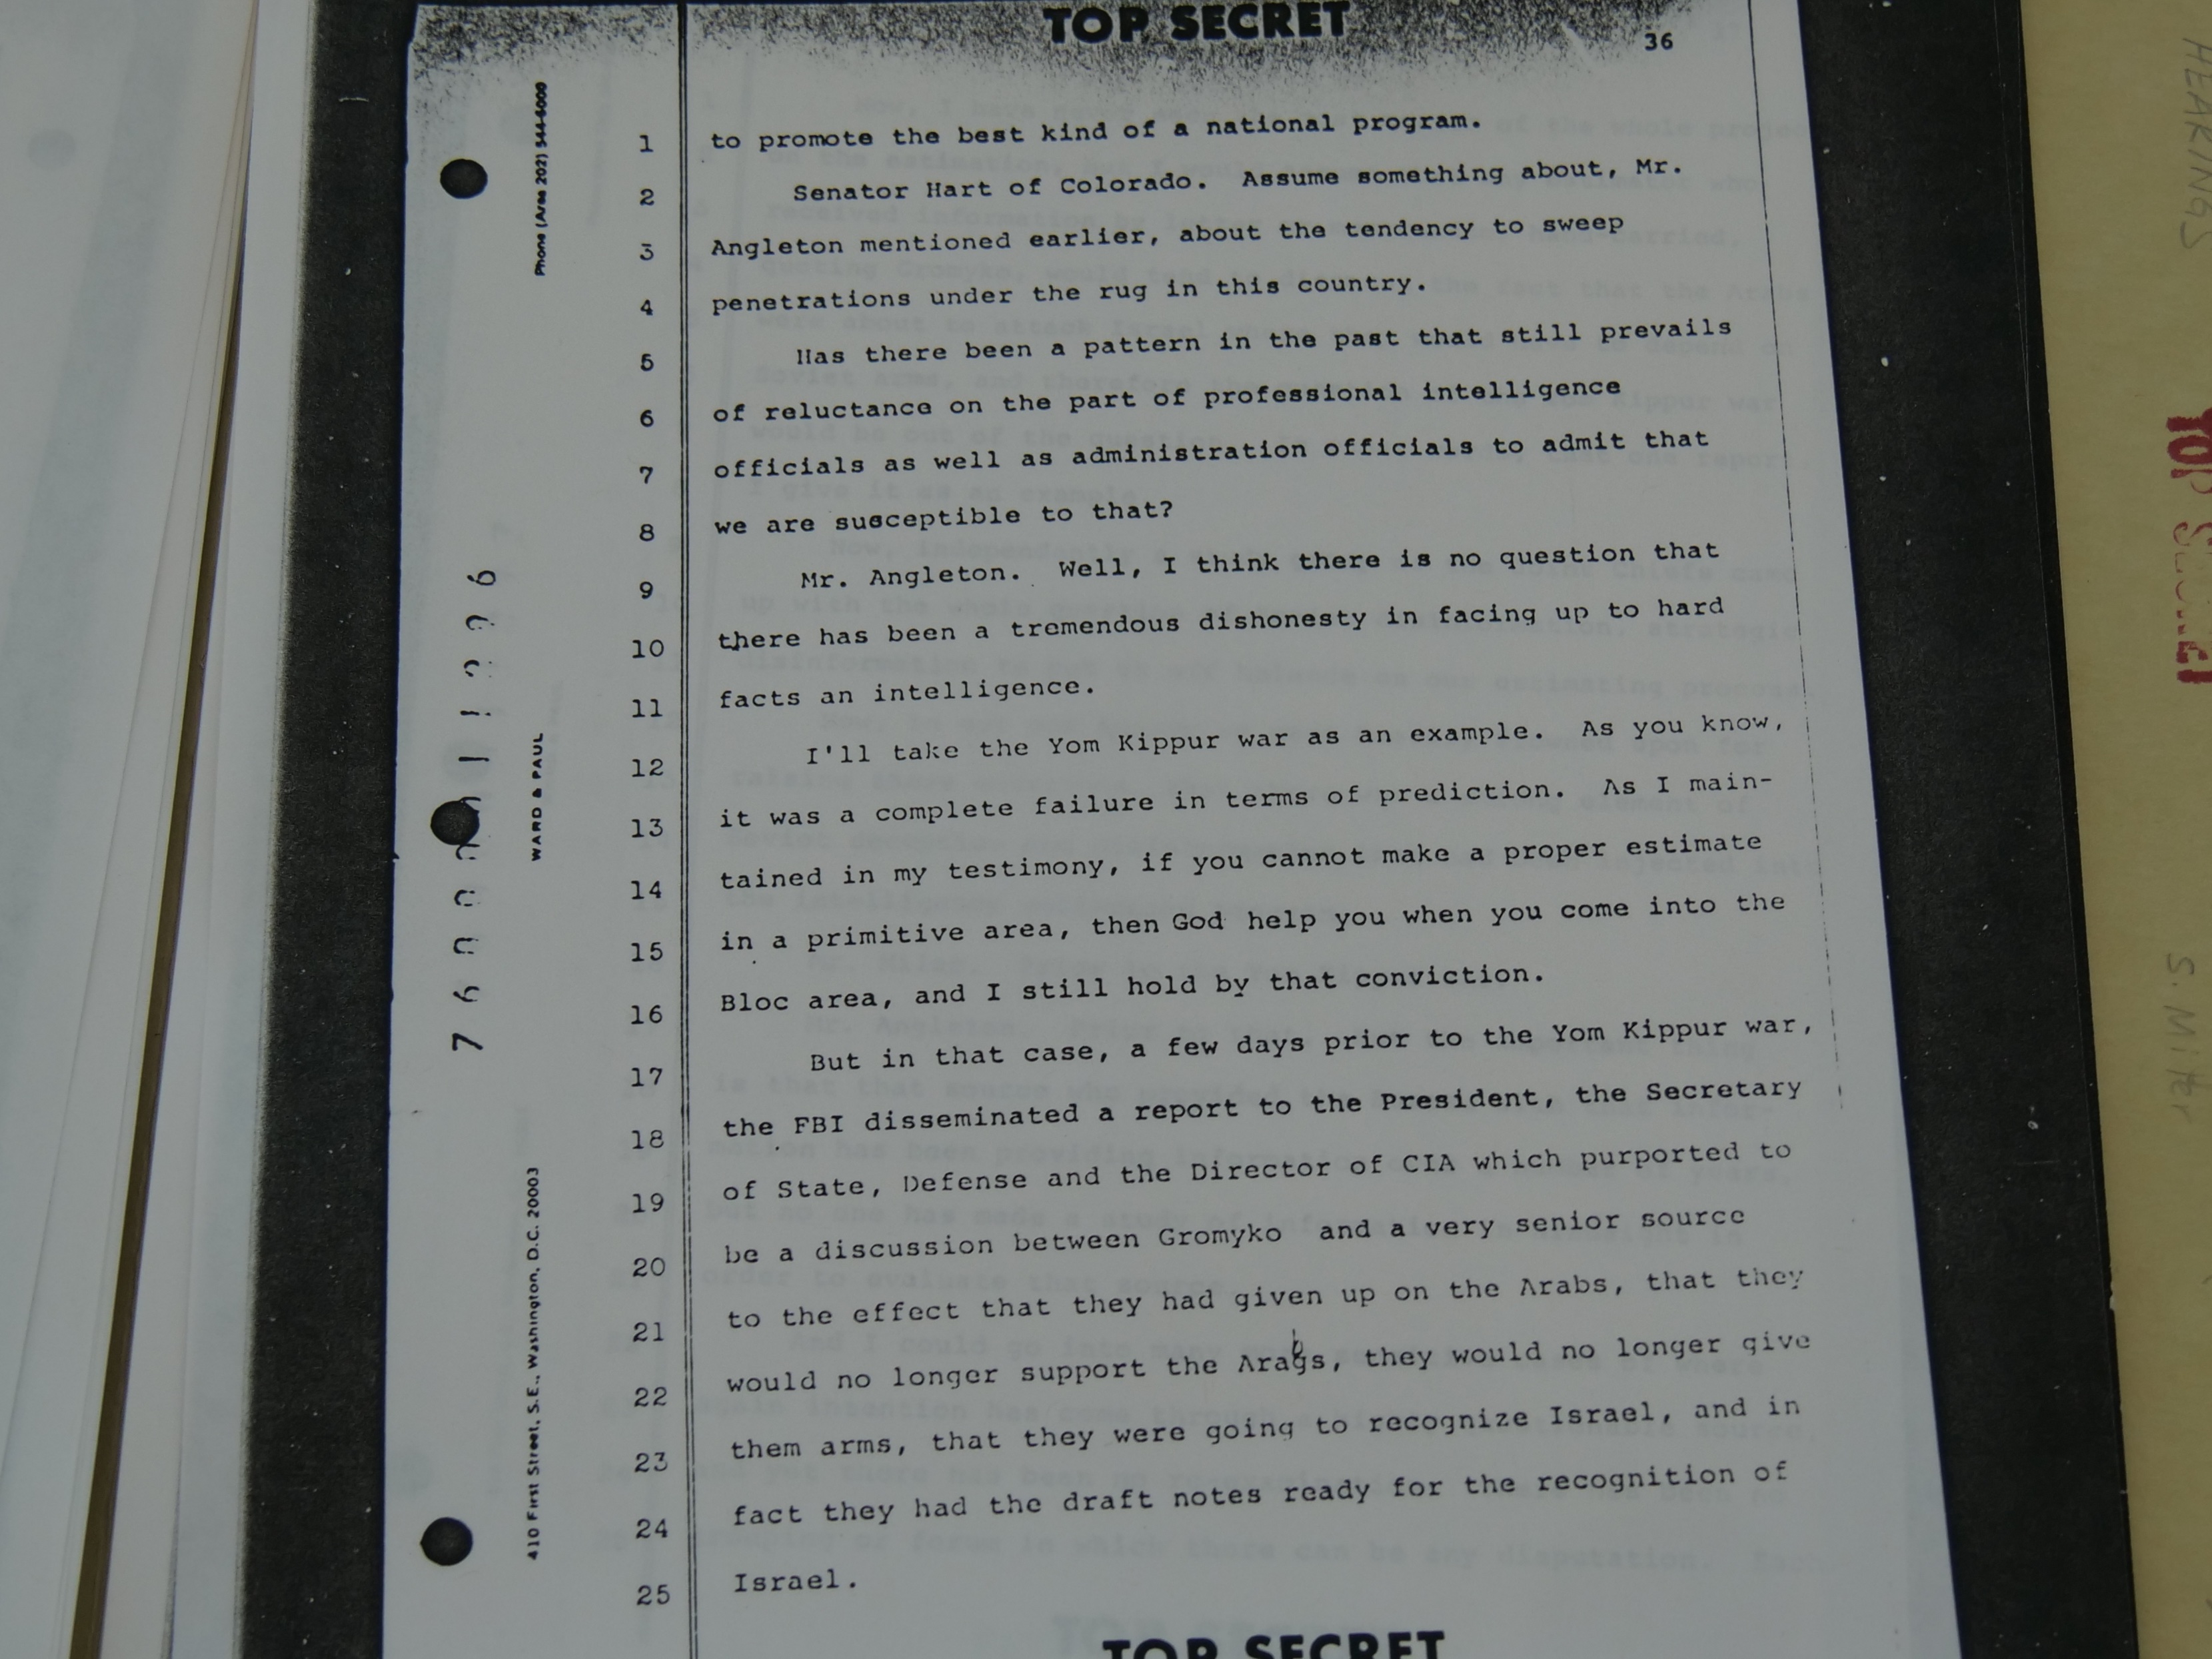 TOP SECRET
36
Phone (Area 202) 544-6000
1 to promote the best kind of a national program.
2 Senator Hart of Colorado. Assume something about, Mr.
3 Angleton mentioned earlier, about the tendency to sweep
4 penetrations under the rug in this country.
5 Has there been a pattern in the past that still prevails
6 of reluctance on the part of professional intelligence
7 officials as well as administration officials to admit that
8 we are susceptible to that?
9 Mr. Angleton. Well, I think there is no question that
10 there has been a tremendous dishonesty in facing up to hard
11 facts an intelligence.
12 I'll take the Yom Kippur war as an example. As you know,
13 it was a complete failure in terms of prediction. As I main-
14 tained in my testimony, if you cannot make a proper estimate
15 in a primitive area, then God help you when you come into the
16 Bloc area, and I still hold by that conviction.
17 But in that case, a few days prior to the Yom Kippur war,
18 the FBI disseminated a report to the President, the Secretary
19 of State, Defense and the Director of CIA which purported to
20 be a discussion between Gromyko and a very senior source
21 to the effect that they had given up on the Arabs, that they
22 would no longer support the Arabs, they would no longer give
23 them arms, that they were going to recognize Israel, and in
24 fact they had the draft notes ready for the recognition of
25 Israel.
WARD & PAUL
410 First Street, S.E., Washington, D.C. 20003
TOP SECRET
HEARINGS
TOP SECRET